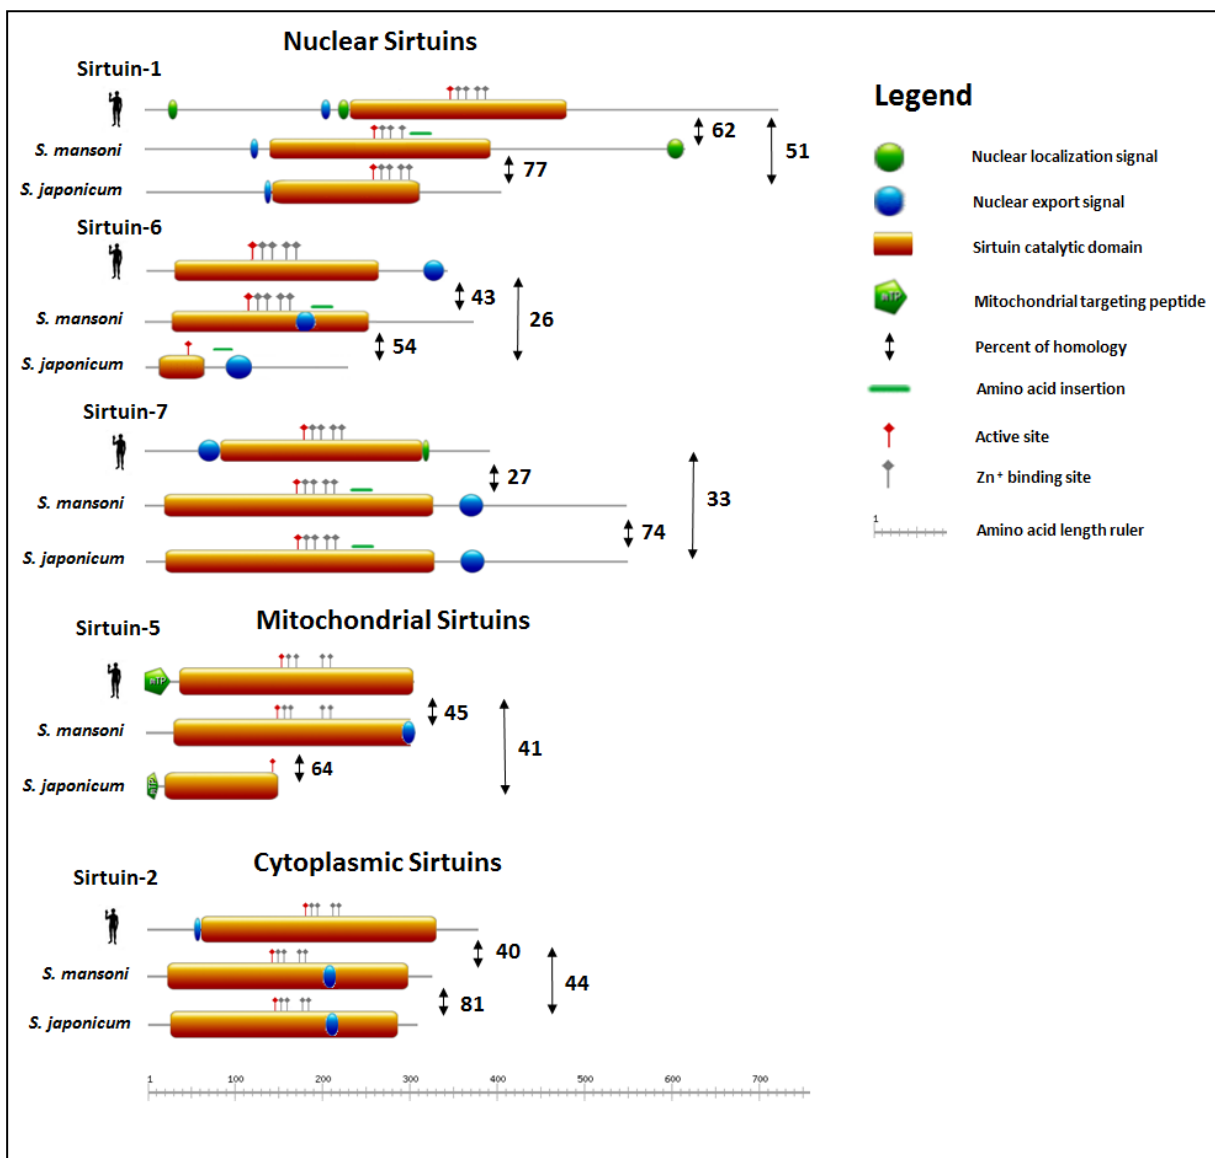 Nuclear Sirtuins
Sirtuin-1
S. mansoni
S. japonicum
62
51
77
Sirtuin-6
S. mansoni
S. japonicum
43
26
54
Sirtuin-7
S. mansoni
S. japonicum
27
33
74
Mitochondrial Sirtuins
Sirtuin-5
mTP
S. mansoni
S. japonicum
mTP
45
41
64
Cytoplasmic Sirtuins
Sirtuin-2
S. mansoni
S. japonicum
40
44
81
1 100 200 300 400 500 600 700
Legend
Nuclear localization signal
Nuclear export signal
Sirtuin catalytic domain
mTP
Mitochondrial targeting peptide
Percent of homology
Amino acid insertion
Active site
Zn⁺ binding site
1
Amino acid length ruler